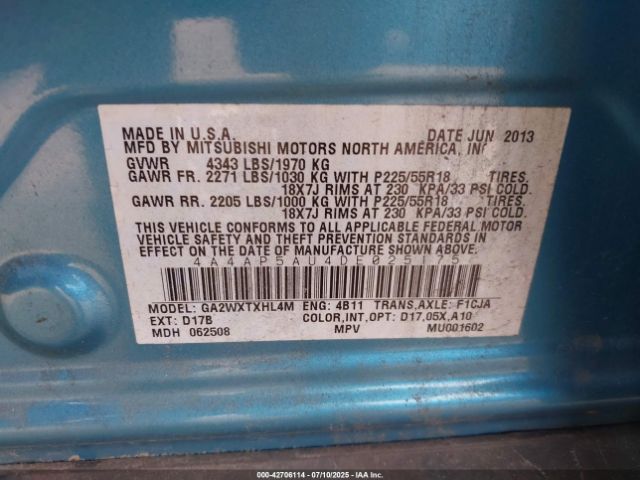 MADE IN U.S.A. DATE JUN 2013
MFD BY MITSUBISHI MOTORS NORTH AMERICA, INC
GVWR 4343 LBS/1970 KG
GAWR FR. 2271 LBS/1030 KG WITH P225/55R18 TIRES,
18X7J RIMS AT 230 KPA/33 PSI COLD.
GAWR RR. 2205 LBS/1000 KG WITH P225/55R18 TIRES,
18X7J RIMS AT 230 KPA/33 PSI COLD.
THIS VEHICLE CONFORMS TO ALL APPLICABLE FEDERAL MOTOR
VEHICLE SAFETY AND THEFT PREVENTION STANDARDS IN
EFFECT ON THE DATE OF MANUFACTURE SHOWN ABOVE.
MODEL: GA2WXTXHL4M ENG: 4B11 TRANS,AXLE: F1CJA
EXT: D17B COLOR,INT,OPT: D17,05X,A10
MDH 062508 MPV MU001602
000-42706114 - 07/10/2025 - IAAI.COM